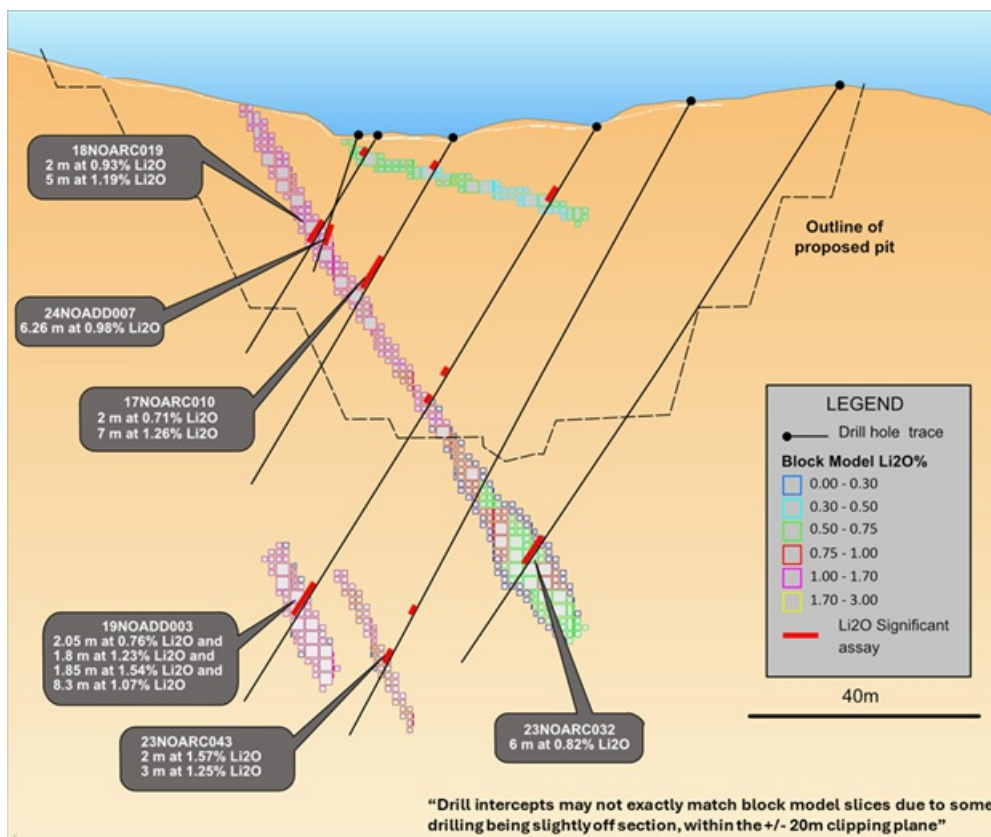 18NOARC019
2 m at 0.93% Li2O
5 m at 1.19% Li2O
Outline of
proposed pit
24NOADD007
6.26 m at 0.98% Li2O
17NOARC010
2 m at 0.71% Li2O
7 m at 1.26% Li2O
LEGEND
Drill hole trace
Block Model Li2O%
0.00 - 0.30
0.30 - 0.50
0.50 - 0.75
0.75 - 1.00
1.00 - 1.70
1.70 - 3.00
Li2O Significant
assay
40m
19NOADD003
2.05 m at 0.76% Li2O and
1.8 m at 1.23% Li2O and
1.85 m at 1.54% Li2O and
8.3 m at 1.07% Li2O
23NOARC032
6 m at 0.82% Li2O
23NOARC043
2 m at 1.57% Li2O
3 m at 1.25% Li2O
“Drill intercepts may not exactly match block model slices due to some
drilling being slightly off section, within the +/- 20m clipping plane”